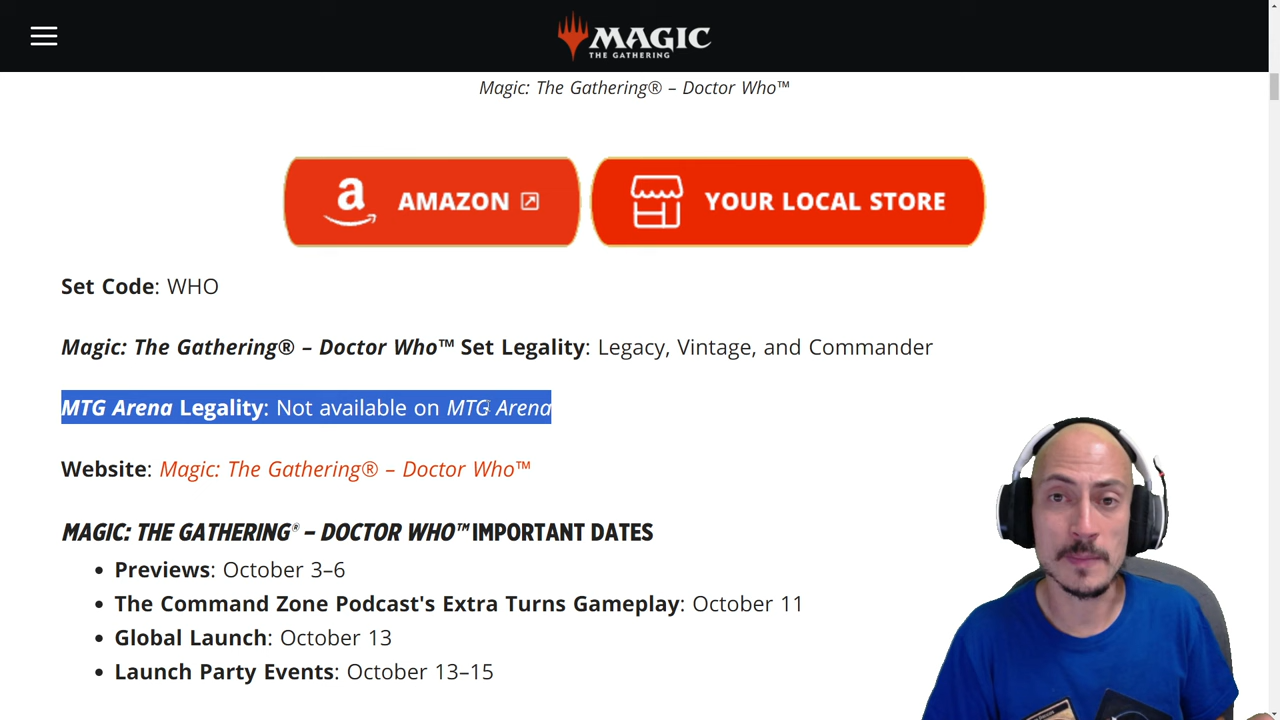 MAGIC
THE GATHERING
Magic: The Gathering® – Doctor Who™
a AMAZON
YOUR LOCAL STORE
Set Code: WHO
Magic: The Gathering® – Doctor Who™ Set Legality: Legacy, Vintage, and Commander
MTG Arena Legality: Not available on MTG Arena
Website: Magic: The Gathering® – Doctor Who™
MAGIC: THE GATHERING® – DOCTOR WHO™ IMPORTANT DATES
• Previews: October 3–6
• The Command Zone Podcast's Extra Turns Gameplay: October 11
• Global Launch: October 13
• Launch Party Events: October 13–15